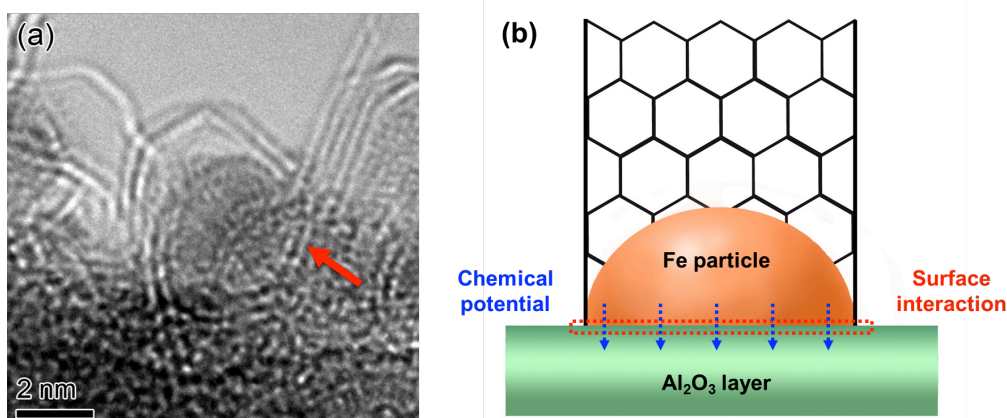 (a)
2 nm
(b)
Fe particle
Chemical
potential
Surface
interaction
Al₂O₃ layer